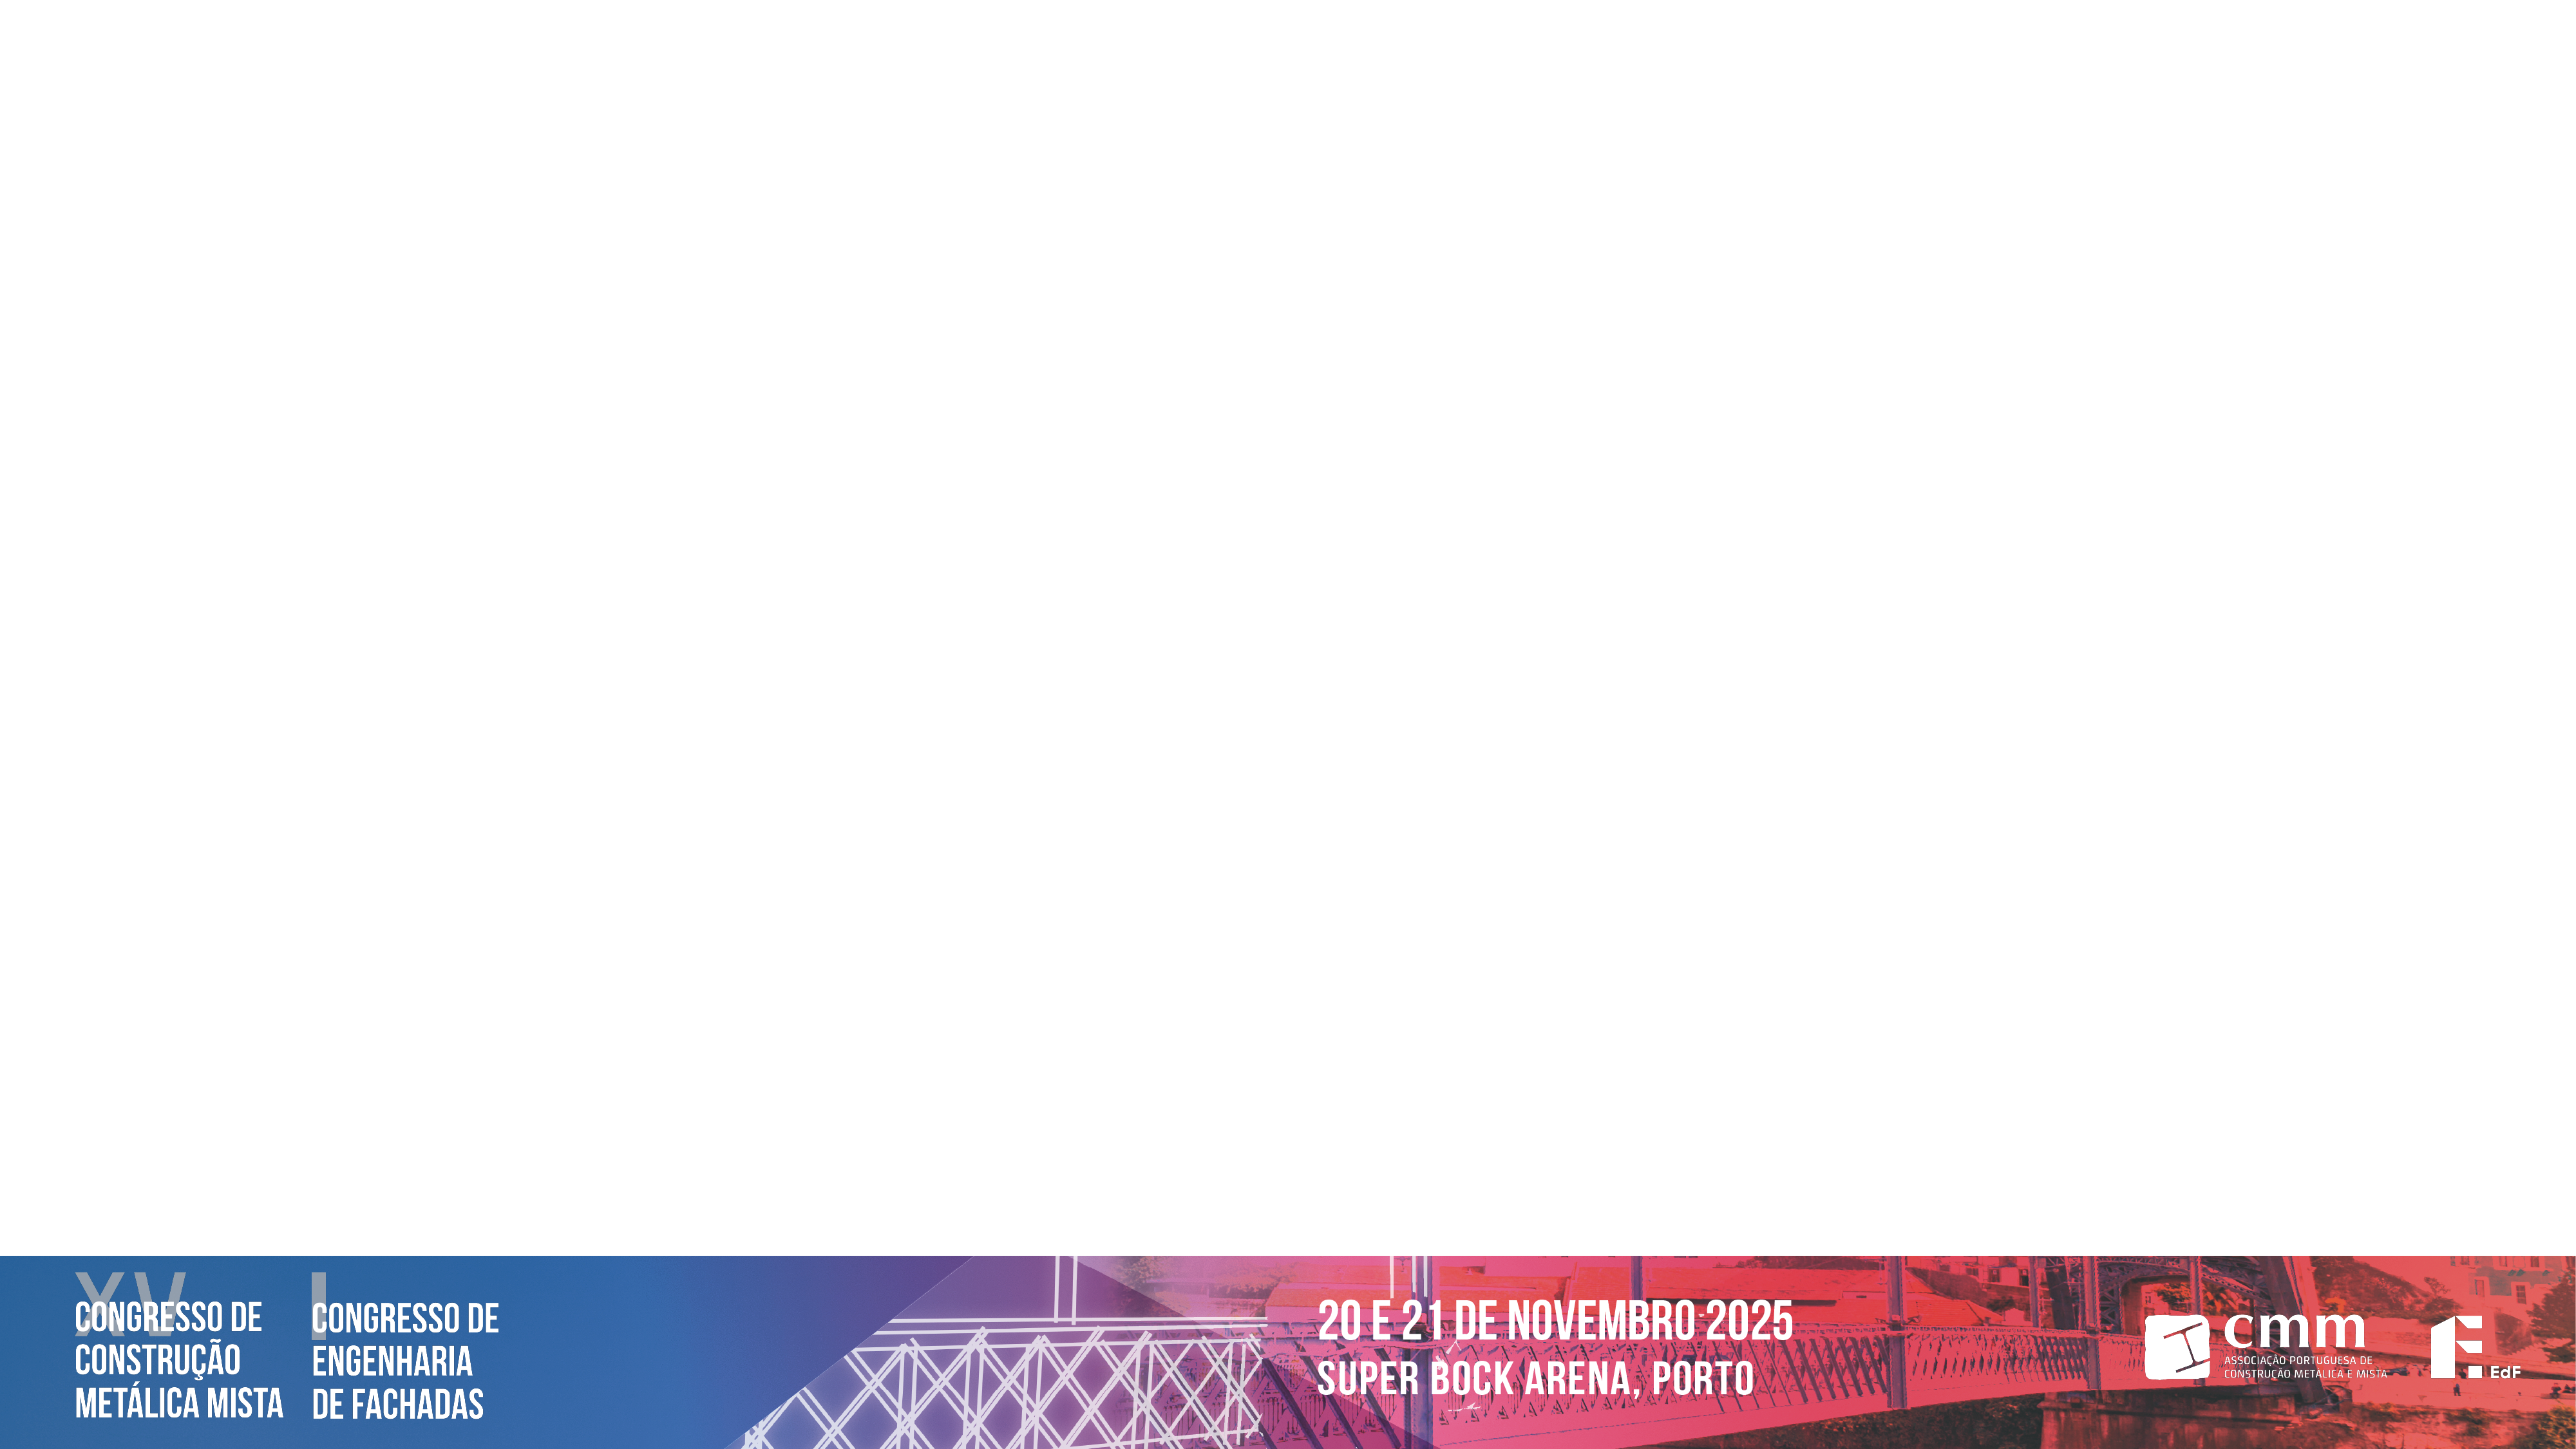 XV
CONGRESSO DE
CONSTRUÇÃO
METÁLICA MISTA
I
CONGRESSO DE
ENGENHARIA
DE FACHADAS
20 E 21 DE NOVEMBRO 2025
SUPER BOCK ARENA, PORTO
cmm
ASSOCIAÇÃO PORTUGUESA DE
CONSTRUÇÃO METÁLICA E MISTA
EdF